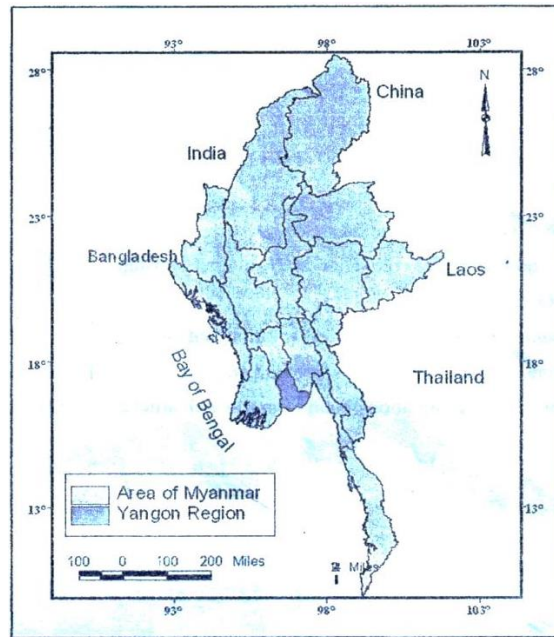 93° 98° 103°
28° 28°
N
China
India
23° 23°
Bangladesh
Laos
18° 18°
Thailand
Bay of Bengal
Area of Myanmar
Yangon Region
13° 13°
100 0 100 200 Miles
Miles
93° 98° 103°